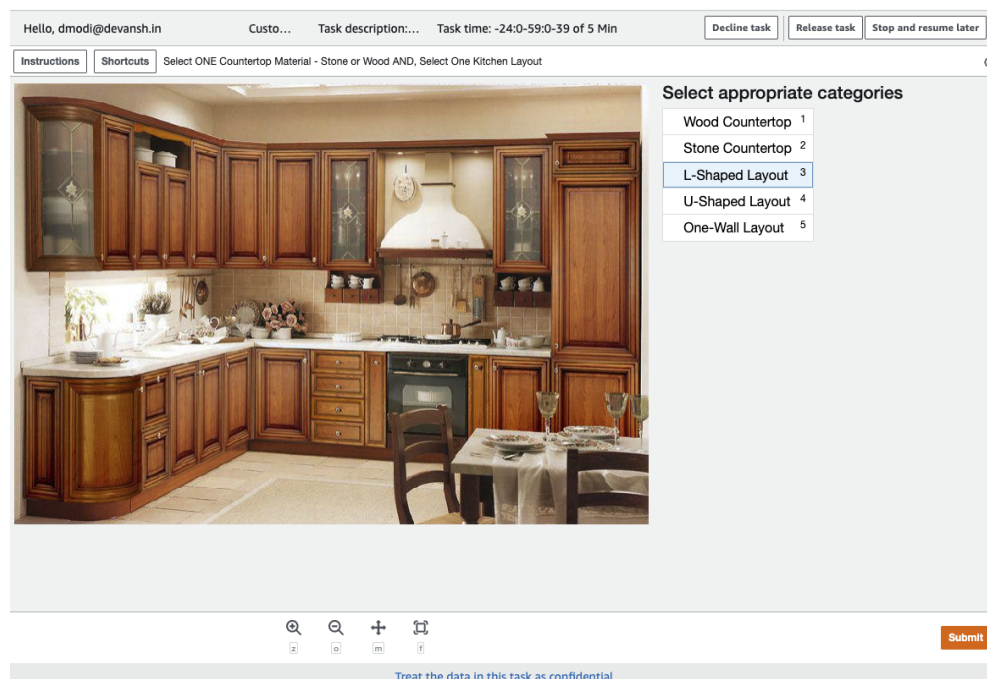 Hello, dmodi@devansh.in Custo... Task description:... Task time: -24:0-59:0-39 of 5 Min Decline task Release task Stop and resume later
Instructions Shortcuts Select ONE Countertop Material - Stone or Wood AND, Select One Kitchen Layout
Select appropriate categories
Wood Countertop 1
Stone Countertop 2
L-Shaped Layout 3
U-Shaped Layout 4
One-Wall Layout 5
z o m f
Submit
Treat the data in this task as confidential